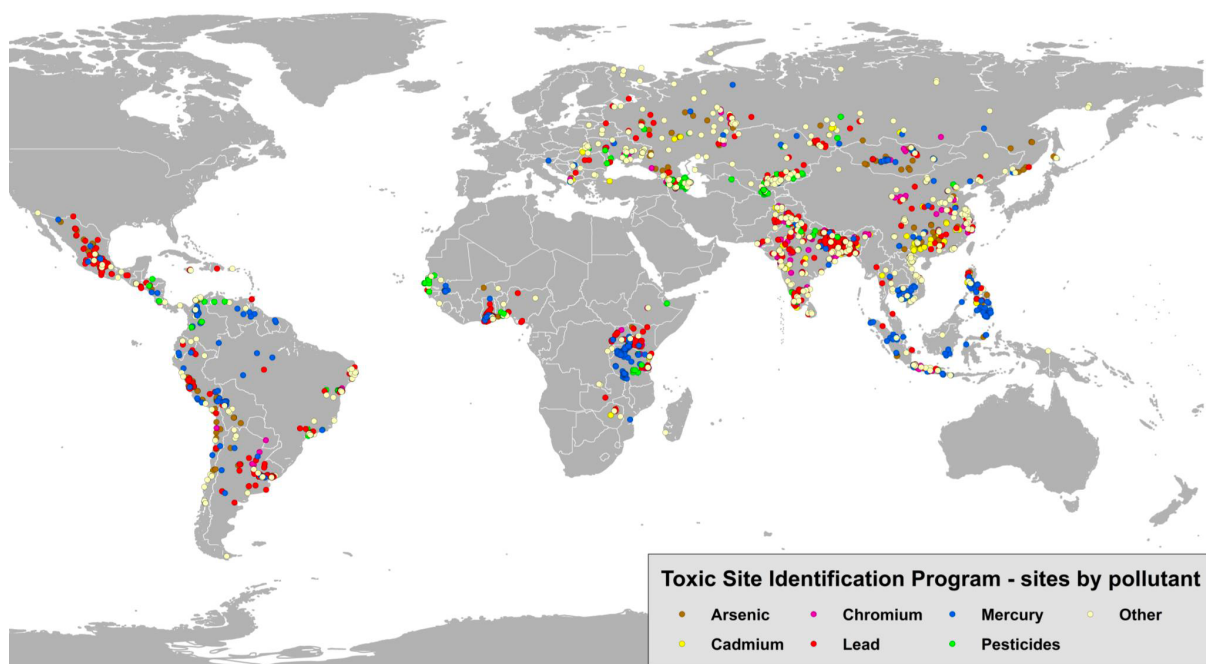 Toxic Site Identification Program - sites by pollutant
Arsenic Chromium Mercury Other
Cadmium Lead Pesticides